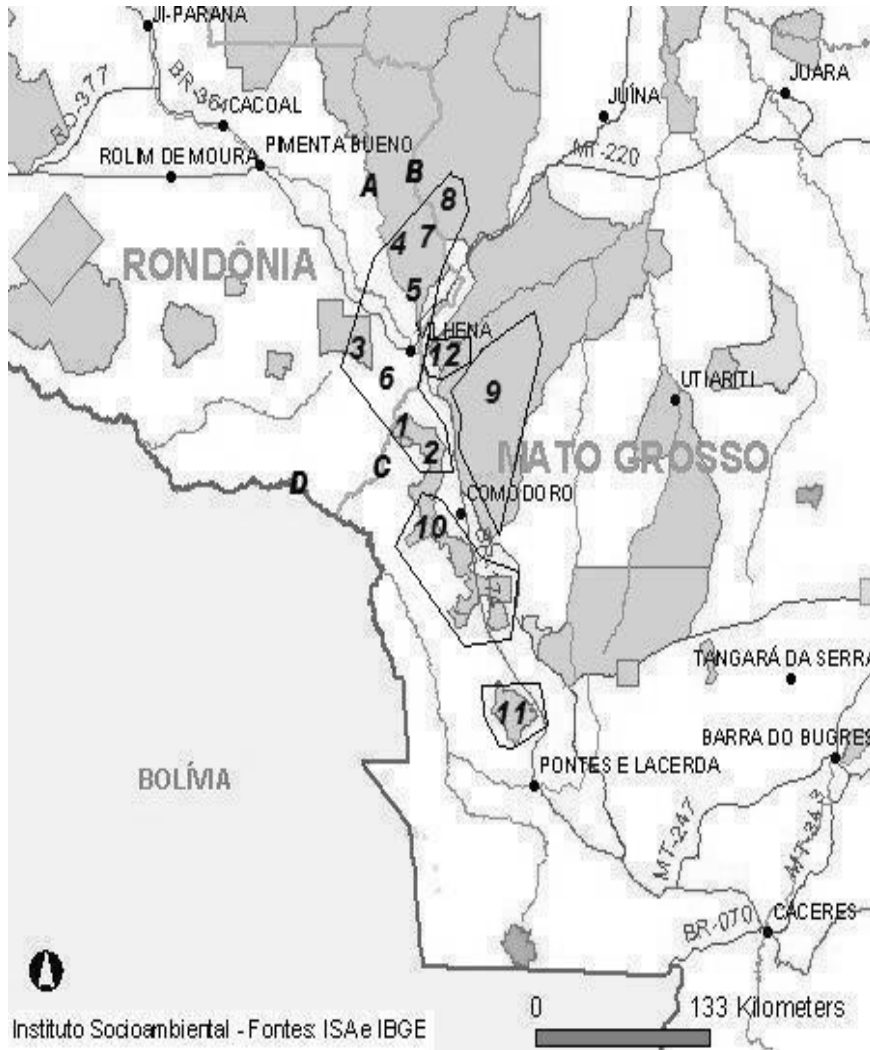 JI-PARANÁ
BR-364
RO-377
CACOAL
JUÍNA
JUARA
ROLIM DE MOURA
PIMENTA BUENO
MT-220
A
B
8
4
7
RONDÔNIA
5
VILHENA
3
12
6
9
UTIARITI
1
2
MATO GROSSO
C
D
COMODORO
10
TANGARÁ DA SERRA
11
BARRA DO BUGRES
BOLÍVIA
PONTES E LACERDA
MT-247
MT-343
BR-070
CÁCERES
0 133 Kilometers
Instituto Socioambiental - Fontes: ISA e IBGE